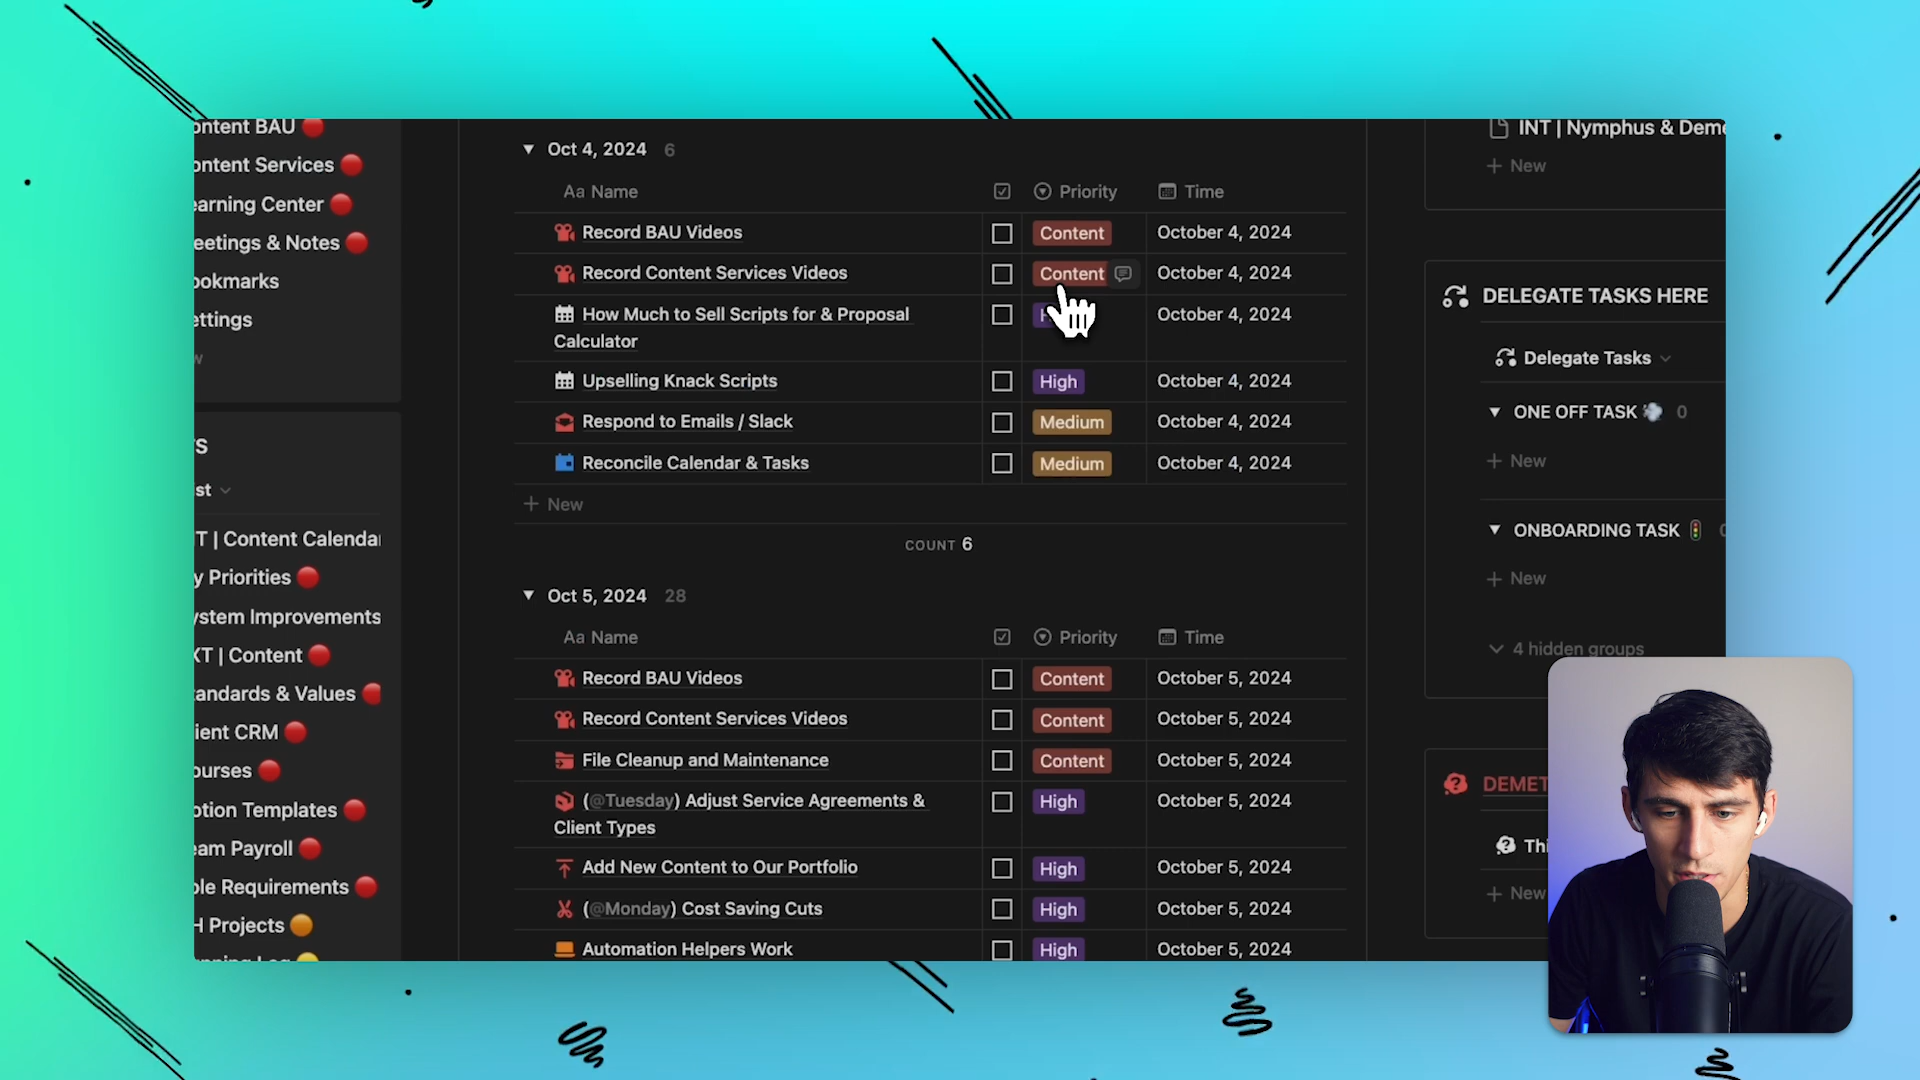 ontent BAU
ontent Services
earning Center
eetings & Notes
ookmarks
ettings
w
TS
ist
T | Content Calendar
y Priorities
ystem Improvements
XT | Content
tandards & Values
ient CRM
ourses
otion Templates
eam Payroll
ole Requirements
H Projects
Oct 4, 2024 6
Aa Name Priority Time
Record BAU Videos Content October 4, 2024
Record Content Services Videos Content October 4, 2024
How Much to Sell Scripts for & Proposal H October 4, 2024
Calculator
Upselling Knack Scripts High October 4, 2024
Respond to Emails / Slack Medium October 4, 2024
Reconcile Calendar & Tasks Medium October 4, 2024
+ New
COUNT 6
Oct 5, 2024 28
Aa Name Priority Time
Record BAU Videos Content October 5, 2024
Record Content Services Videos Content October 5, 2024
File Cleanup and Maintenance Content October 5, 2024
(@Tuesday) Adjust Service Agreements & High October 5, 2024
Client Types
Add New Content to Our Portfolio High October 5, 2024
(@Monday) Cost Saving Cuts High October 5, 2024
Automation Helpers Work High October 5, 2024
INT | Nymphus & Deme
+ New
DELEGATE TASKS HERE
Delegate Tasks
ONE OFF TASK 0
+ New
ONBOARDING TASK 0
+ New
4 hidden groups
DEMET
Thi
+ New